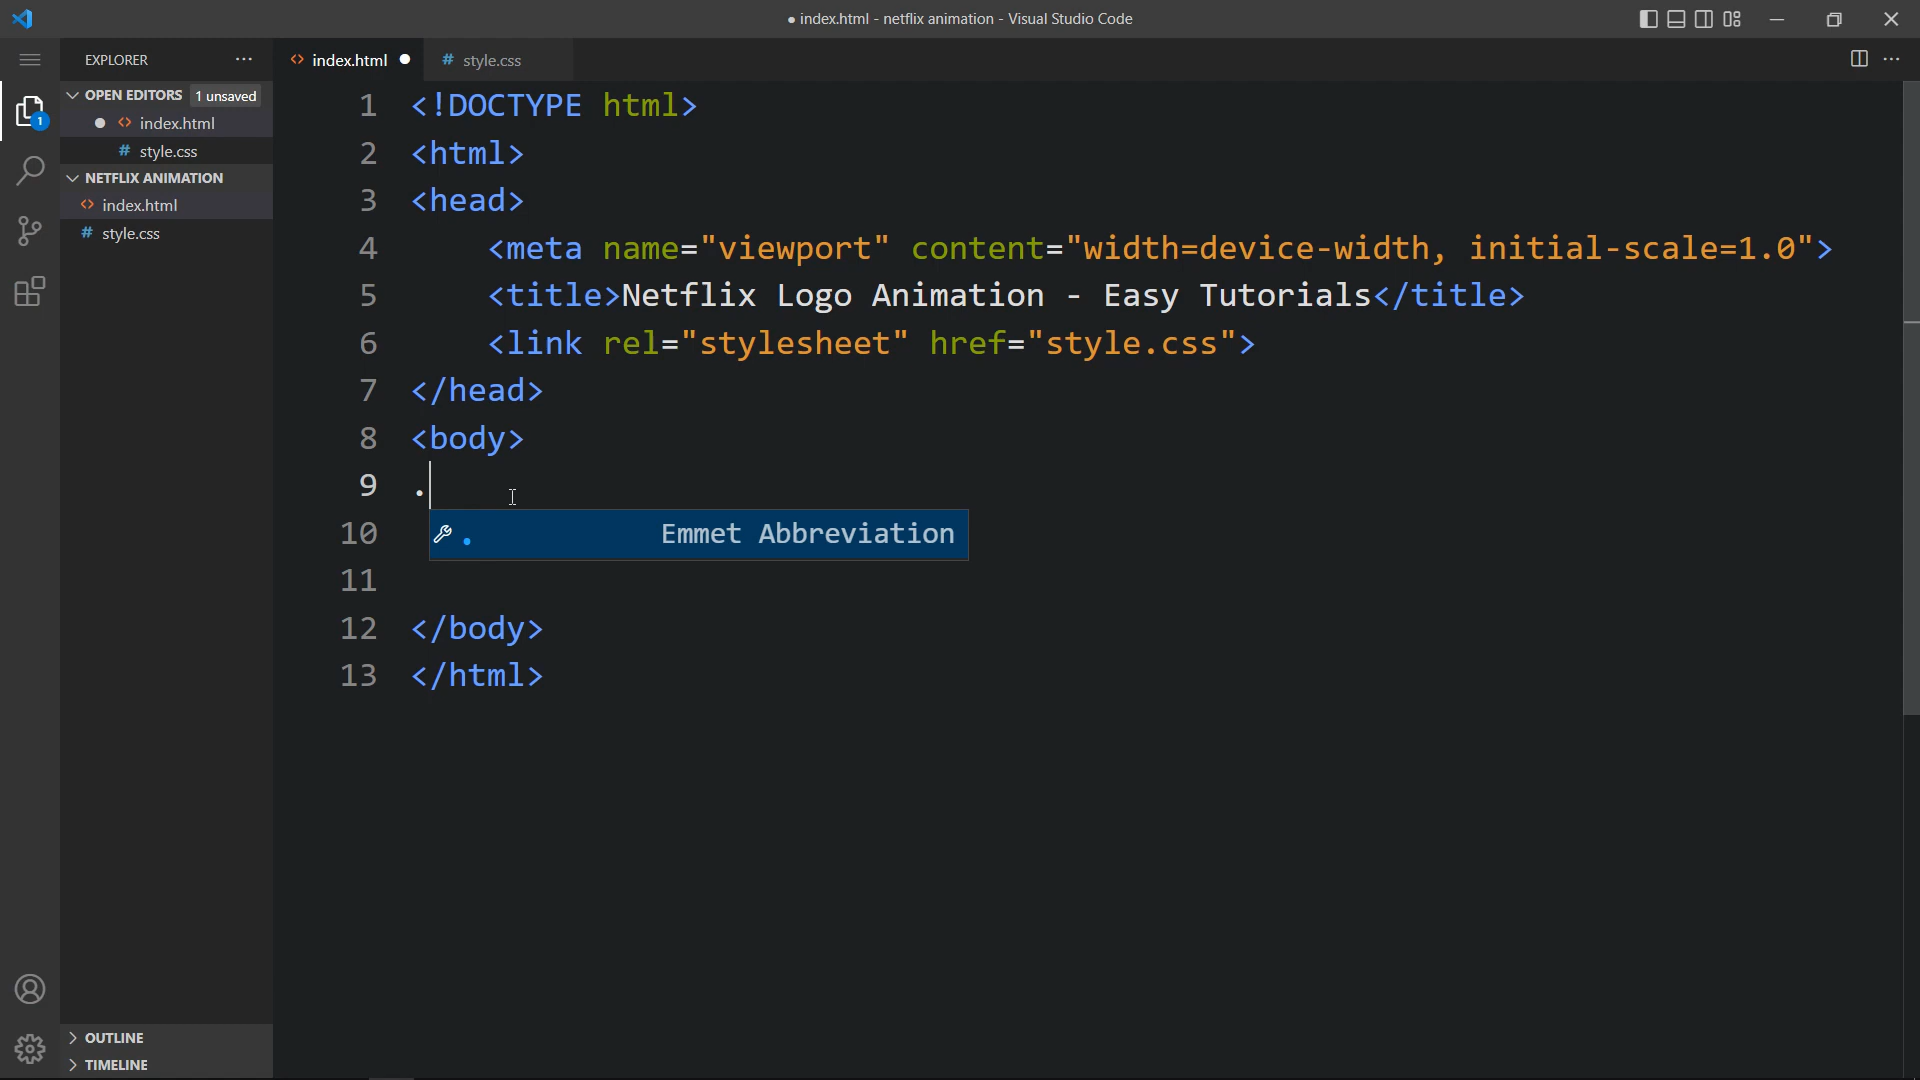 ● index.html - netflix animation - Visual Studio Code
EXPLORER
index.html
style.css
OPEN EDITORS
1 unsaved
index.html
style.css
NETFLIX ANIMATION
index.html
style.css
1
1 <!DOCTYPE html>
2 <html>
3 <head>
4 <meta name="viewport" content="width=device-width, initial-scale=1.0">
5 <title>Netflix Logo Animation - Easy Tutorials</title>
6 <link rel="stylesheet" href="style.css">
7 </head>
8 <body>
9 .
. Emmet Abbreviation
10
11
12 </body>
13 </html>
OUTLINE
TIMELINE